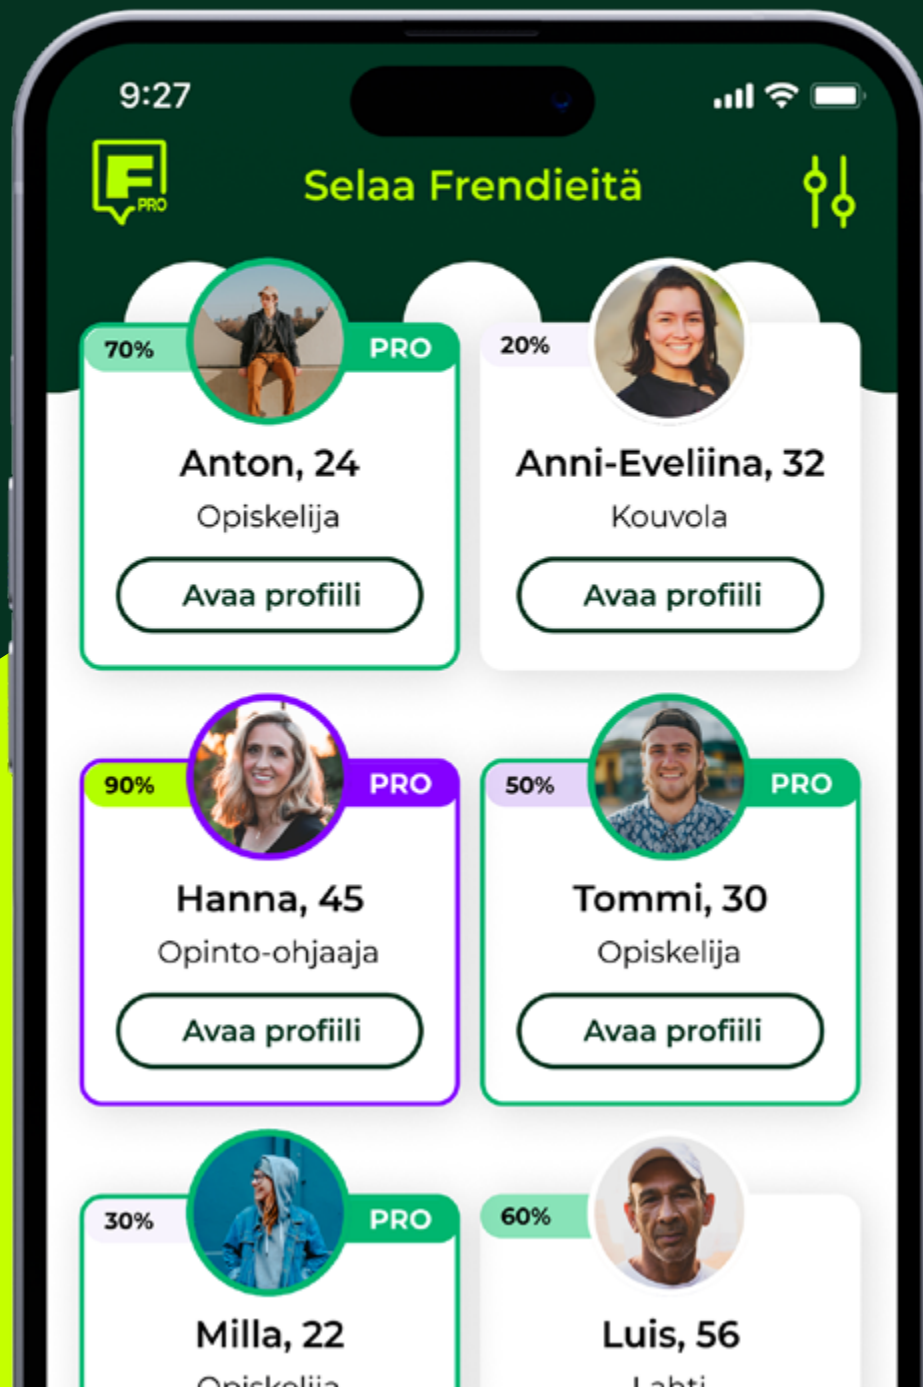 9:27
F
PRO
Selaa Frendieitä
70%
PRO
Anton, 24
Opiskelija
Avaa profiili
20%
Anni-Eveliina, 32
Kouvola
Avaa profiili
90%
PRO
Hanna, 45
Opinto-ohjaaja
Avaa profiili
50%
PRO
Tommi, 30
Opiskelija
Avaa profiili
30%
PRO
Milla, 22
Opiskelija
60%
Luis, 56
Lahti